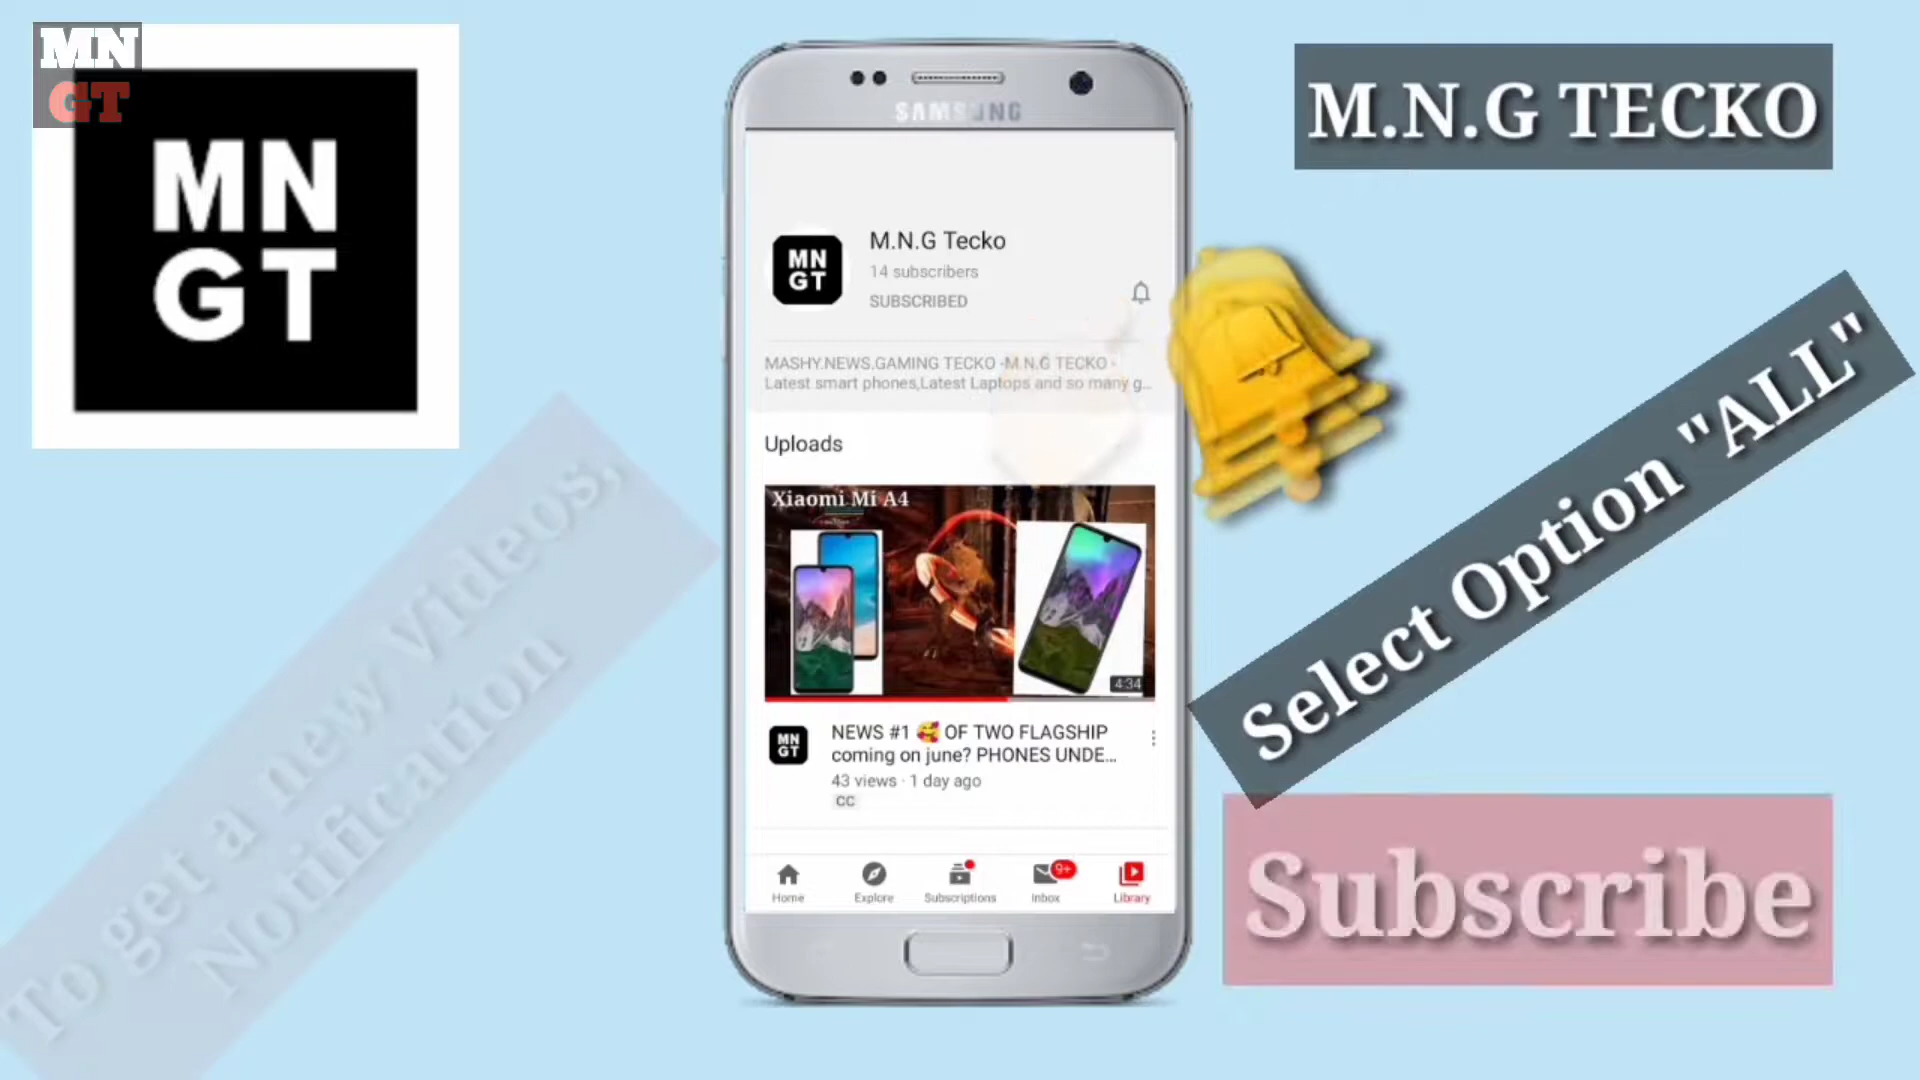 MN
GT
MN
GT
M.N.G TECKO
SAMSUNG
MN
GT
M.N.G Tecko
14 subscribers
SUBSCRIBED
MASHY.NEWS.GAMING TECKO -M.N.G TECKO -
Latest smart phones,Latest Laptops and so many g...
Uploads
Xiaomi Mi A4
4:34
MN
GT
NEWS #1 🥰 OF TWO FLAGSHIP
coming on june? PHONES UNDE...
43 views · 1 day ago
CC
Home
Explore
Subscriptions
9+
Inbox
Library
To get a new Videos,
Notification
Select Option "ALL"
Subscribe